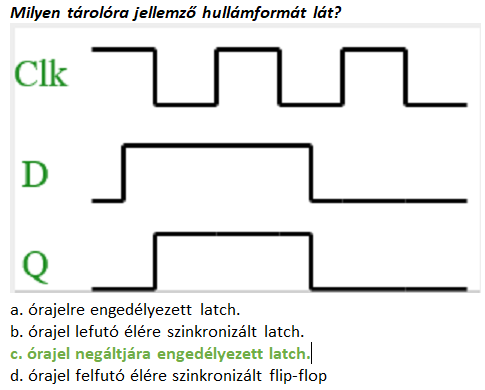 Milyen tárolóra jellemző hullámformát lát?
Clk
D
Q
a. órajelre engedélyezett latch.
b. órajel lefutó élére szinkronizált latch.
c. órajel negáltjára engedélyezett latch.
d. órajel felfutó élére szinkronizált flip-flop